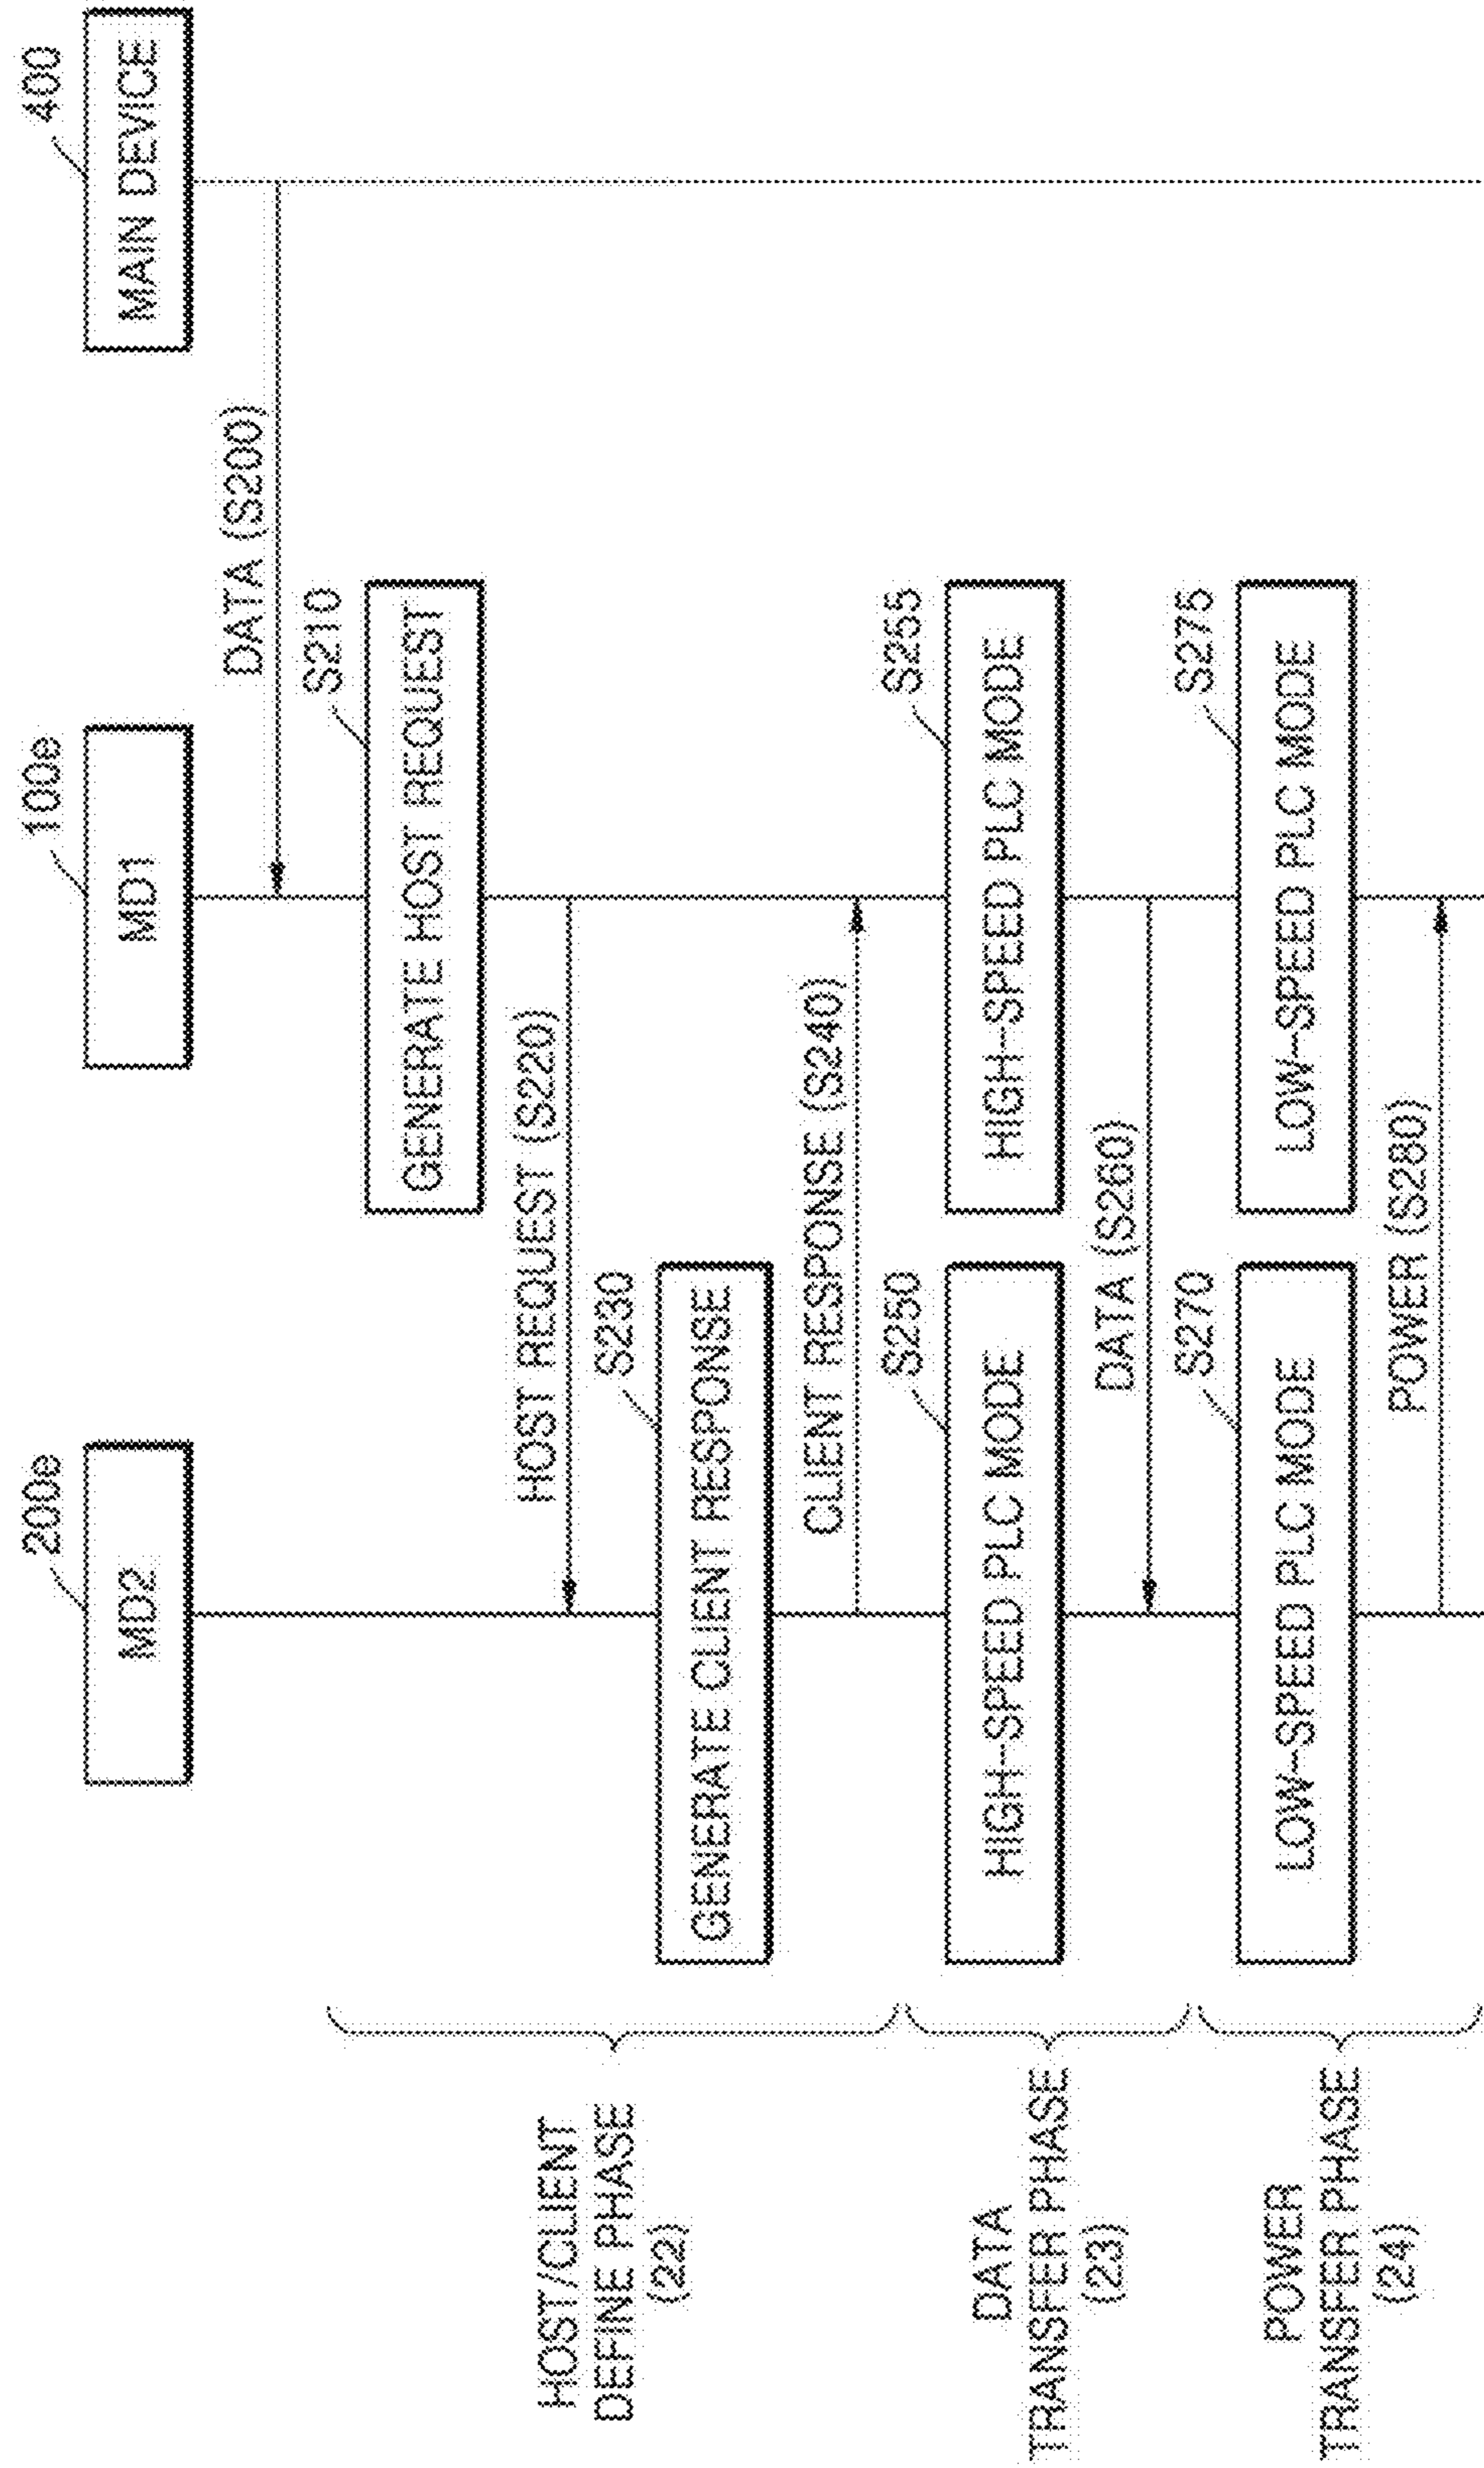 200e
100e
400
MD2
MD1
MAIN DEVICE
DATA (S200)
S210
GENERATE HOST REQUEST
HOST REQUEST (S220)
HOST/CLIENT
DEFINE PHASE
(22)
S230
GENERATE CLIENT RESPONSE
CLIENT RESPONSE (S240)
S250
S255
HIGH-SPEED PLC MODE
HIGH-SPEED PLC MODE
DATA
TRANSFER PHASE
(23)
DATA (S260)
S270
S275
LOW-SPEED PLC MODE
LOW-SPEED PLC MODE
POWER
TRANSFER PHASE
(24)
POWER (S280)